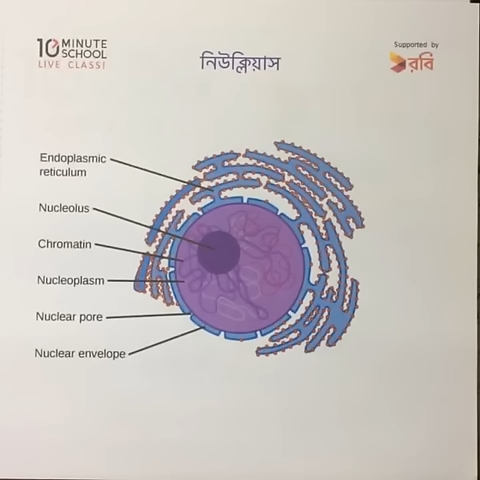 10 MINUTE
SCHOOL
LIVE CLASS!
নিউক্লিয়াস
Supported by
রবি
Endoplasmic
reticulum
Nucleolus
Chromatin
Nucleoplasm
Nuclear pore
Nuclear envelope